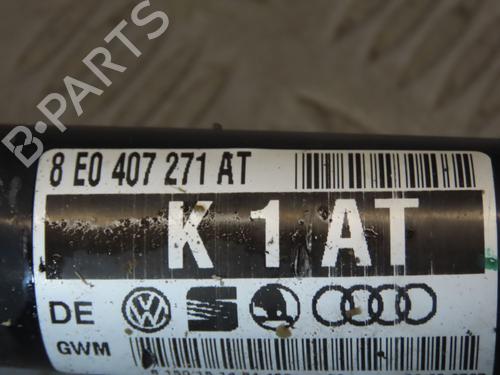 B-PARTS
8 E0 407 271 AT
K 1 AT
DE
GWM